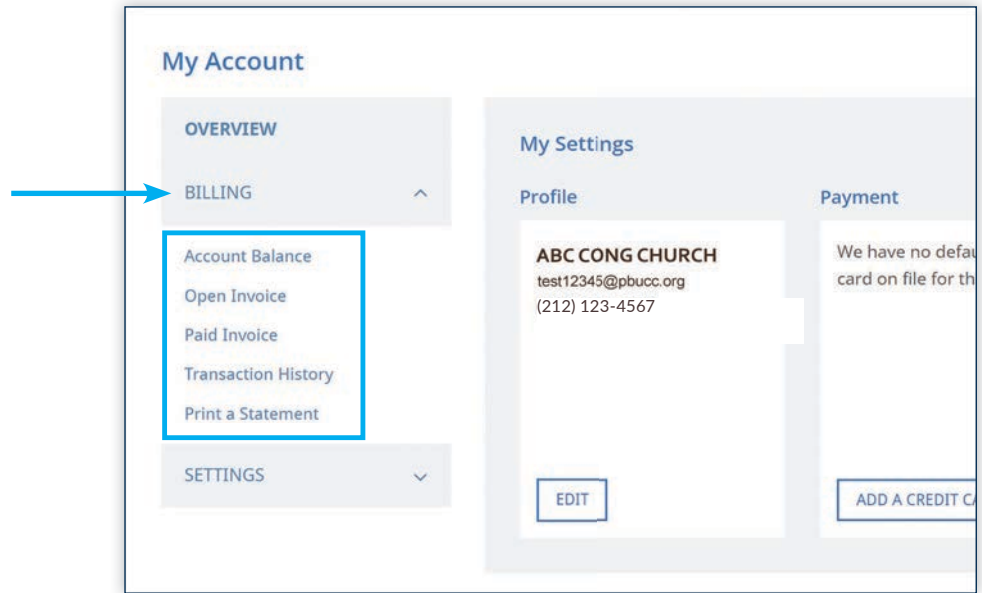 My Account
OVERVIEW
BILLING
Account Balance
Open Invoice
Paid Invoice
Transaction History
Print a Statement
SETTINGS
My Settings
Profile
ABC CONG CHURCH
test12345@pbucc.org
(212) 123-4567
EDIT
Payment
We have no
card on file for
ADD A CREDIT